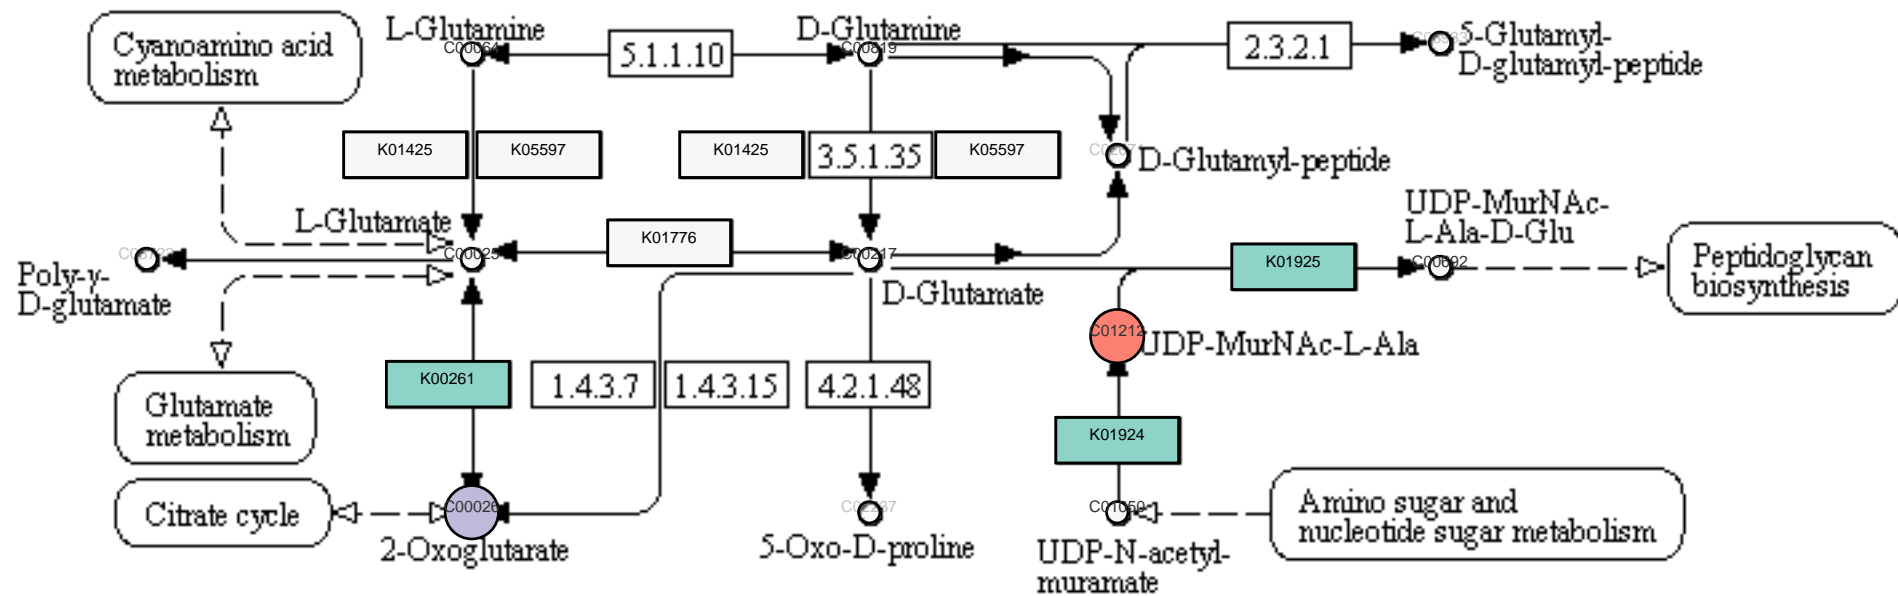 Cyanoamino acid
metabolism
L-Glutamine
C00064
5.1.1.10
D-Glutamine
C00819
2.3.2.1
5-Glutamyl-
D-glutamyl-peptide
K01425
K05597
K01425
3.5.1.35
K05597
D-Glutamyl-peptide
L-Glutamate
C00025
K01776
C00217
D-Glutamate
UDP-MurNAc-
L-Ala-D-Glu
K01925
C00692
Peptidoglycan
biosynthesis
Poly-γ-
D-glutamate
C01212
UDP-MurNAc-L-Ala
K00261
1.4.3.7
1.4.3.15
4.2.1.48
Glutamate
metabolism
K01924
Citrate cycle
C00026
2-Oxoglutarate
C02237
5-Oxo-D-proline
C01050
UDP-N-acetyl-
muramate
Amino sugar and
nucleotide sugar metabolism